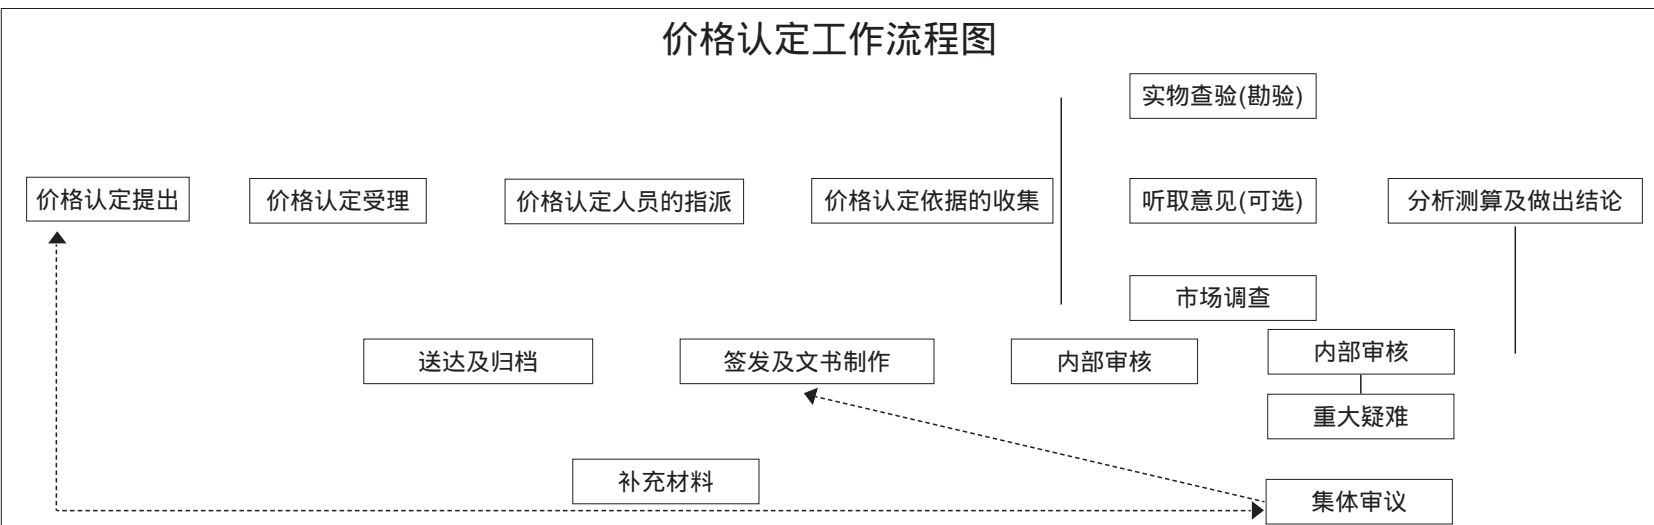 价格认定工作流程图
实物查验(勘验)
价格认定提出
价格认定受理
价格认定人员的指派
价格认定依据的收集
听取意见(可选)
分析测算及做出结论
市场调查
送达及归档
签发及文书制作
内部审核
内部审核
重大疑难
补充材料
集体审议